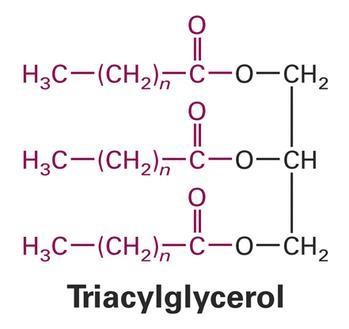 O
H₃C—(CH₂)ₙ—C—O—CH₂
O
H₃C—(CH₂)ₙ—C—O—CH
O
H₃C—(CH₂)ₙ—C—O—CH₂
Triacylglycerol